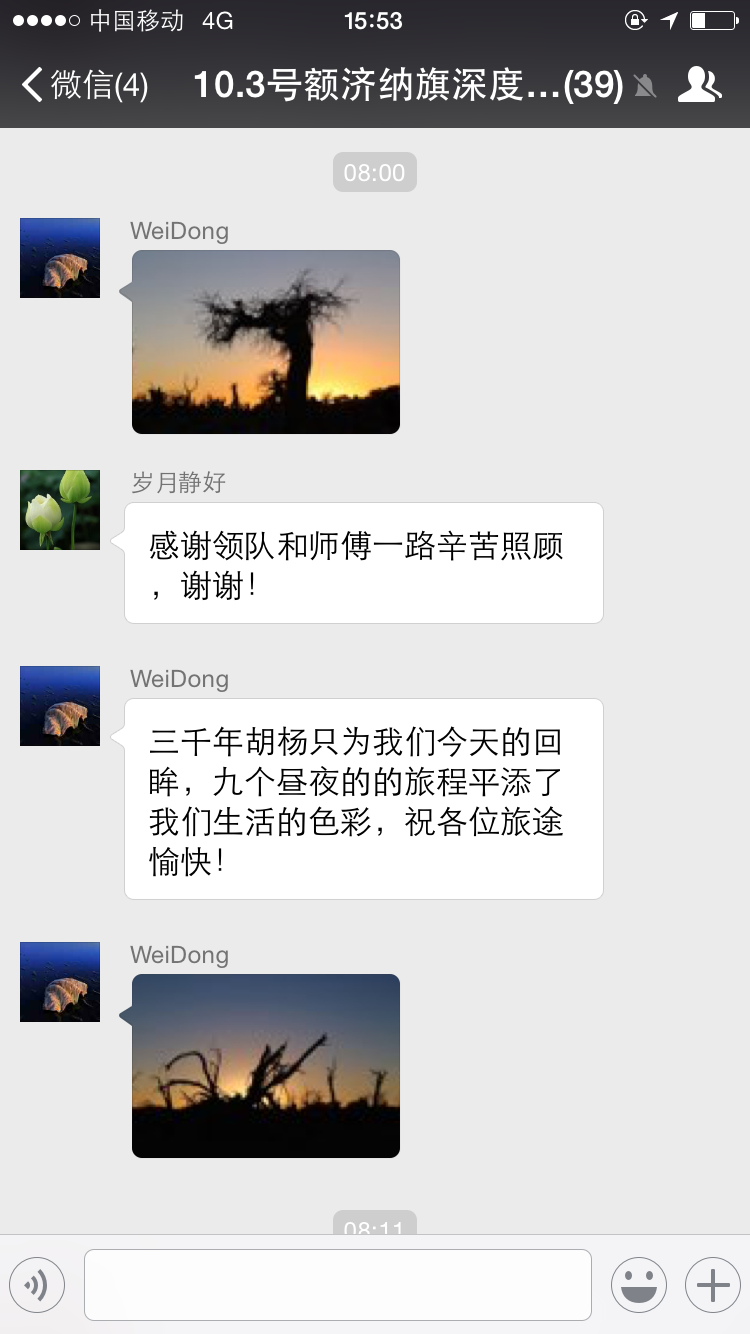 中国移动 4G 15:53
微信(4) 10.3号额济纳旗深度...(39)
08:00
WeiDong
岁月静好
感谢领队和师傅一路辛苦照顾
，谢谢！
WeiDong
三千年胡杨只为我们今天的回
眸，九个昼夜的的旅程平添了
我们生活的色彩，祝各位旅途
愉快！
WeiDong
08:11